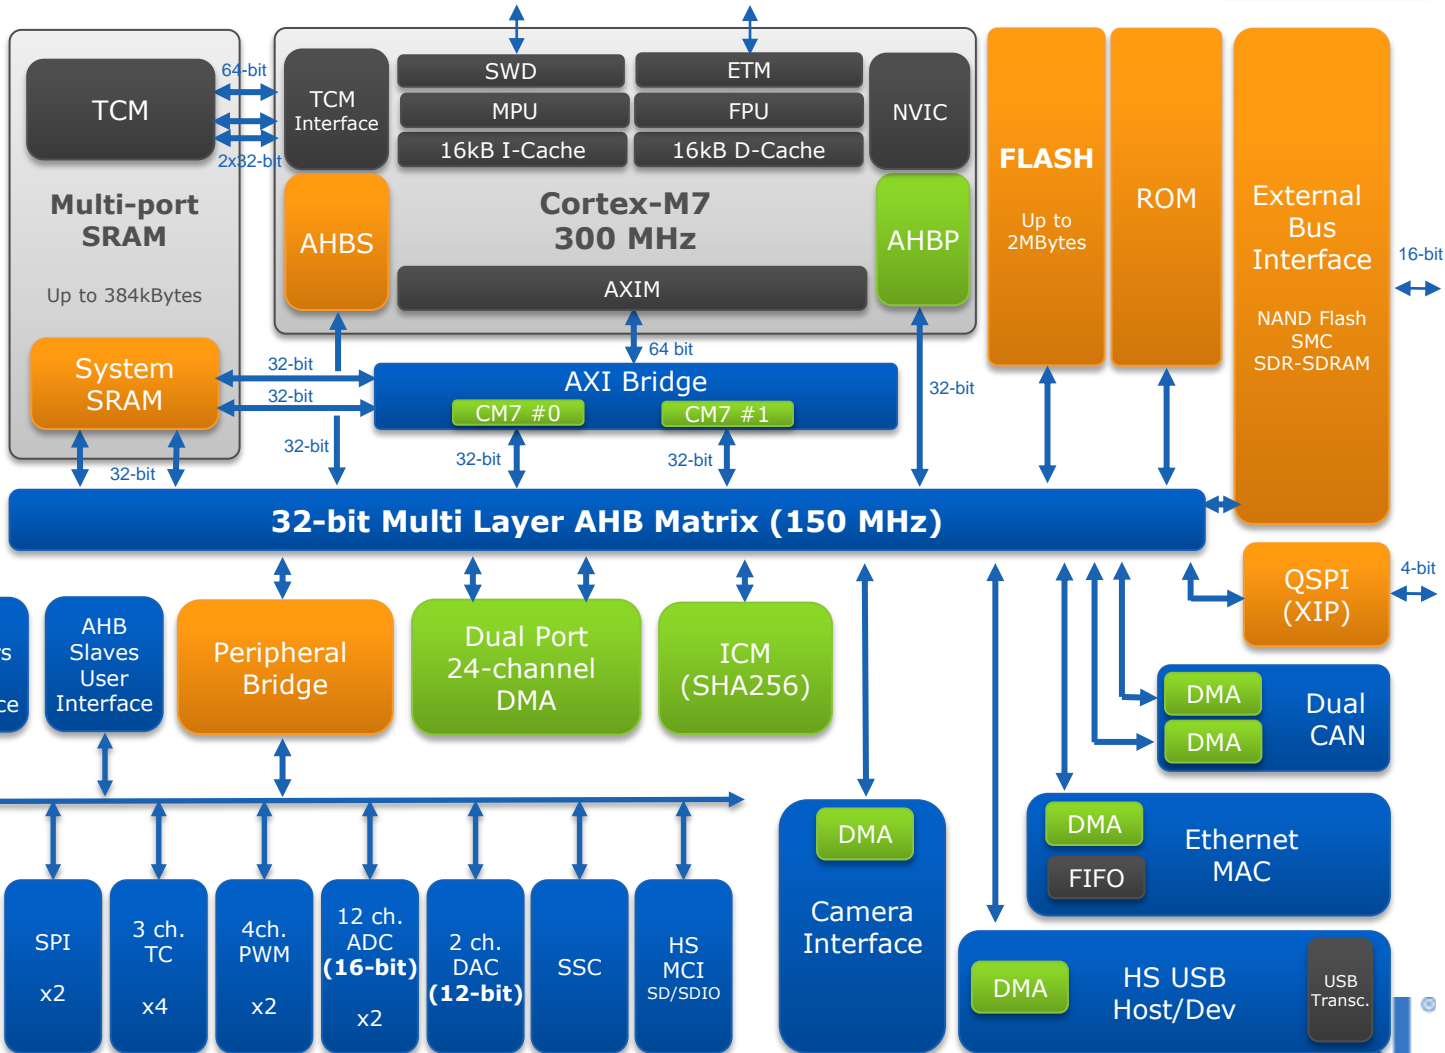 TCM
64-bit
2x32-bit
Multi-port
SRAM
Up to 384kBytes
System
SRAM
TCM
Interface
SWD
ETM
MPU
FPU
16kB I-Cache
16kB D-Cache
NVIC
AHBS
Cortex-M7
300 MHz
AHBP
AXIM
FLASH
Up to
2MBytes
ROM
External
Bus
Interface
NAND Flash
SMC
SDR-SDRAM
16-bit
64 bit
32-bit
32-bit
AXI Bridge
CM7 #0
CM7 #1
32-bit
32-bit
32-bit
32-bit
32-bit
32-bit Multi Layer AHB Matrix (150 MHz)
QSPI
(XIP)
4-bit
AHB
Slaves
User
Interface
Peripheral
Bridge
Dual Port
24-channel
DMA
ICM
(SHA256)
DMA
DMA
Dual
CAN
DMA
FIFO
Ethernet
MAC
DMA
Camera
Interface
DMA
HS USB
Host/Dev
USB
Transc.
SPI
x2
3 ch.
TC
x4
4ch.
PWM
x2
12 ch.
ADC
(16-bit)
x2
2 ch.
DAC
(12-bit)
SSC
HS
MCI
SD/SDIO